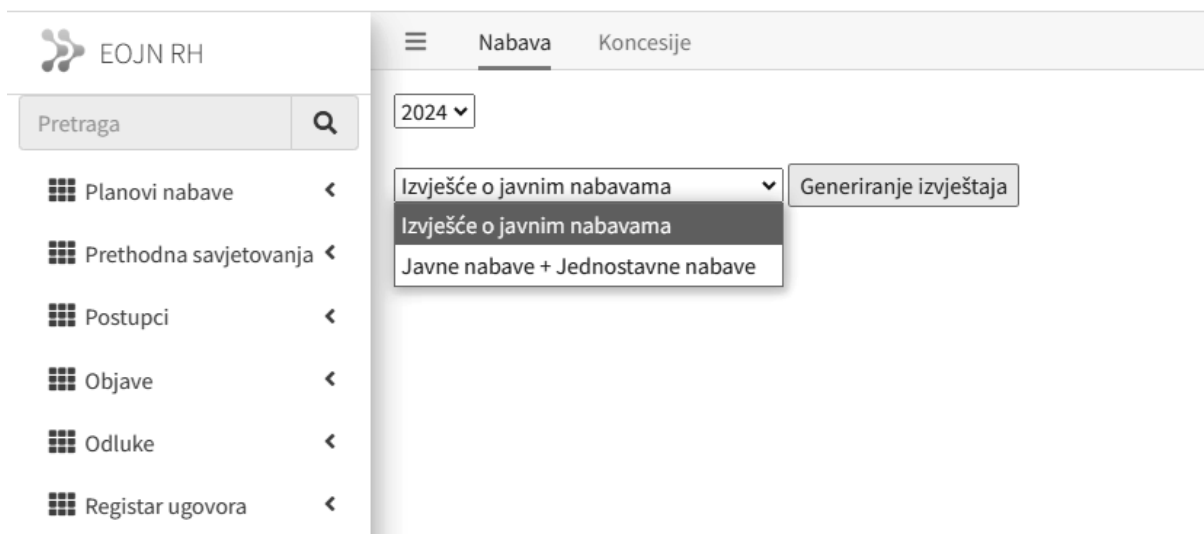 EOJN RH
Nabava
Koncesije
Pretraga
2024
Planovi nabave
Prethodna savjetovanja
Postupci
Objave
Odluke
Registar ugovora
Izvješće o javnim nabavama
Generiranje izvještaja
Izvješće o javnim nabavama
Javne nabave + Jednostavne nabave